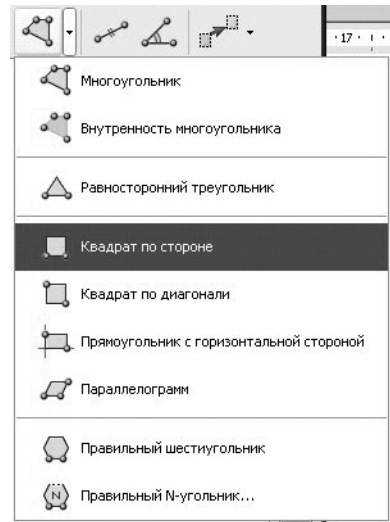 · 17 · ı ·
Многоугольник
Внутренность многоугольника
Равносторонний треугольник
Квадрат по стороне
Квадрат по диагонали
Прямоугольник с горизонтальной стороной
Параллелограмм
Правильный шестиугольник
N Правильный N-угольник...